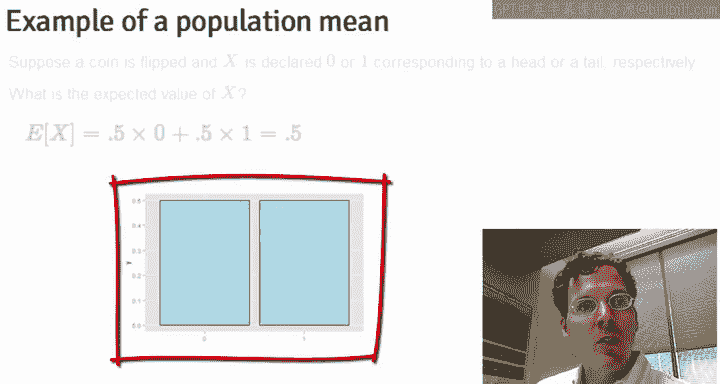 Example of a population mean
Suppose a coin is flipped and X is declared 0 or 1 corresponding to a head or a tail, respectively
What is the expected value of X?
E[X] = .5 × 0 + .5 × 1 = .5
0.5
0.4
0.3
0.2
0.1
0.0
y
0 1